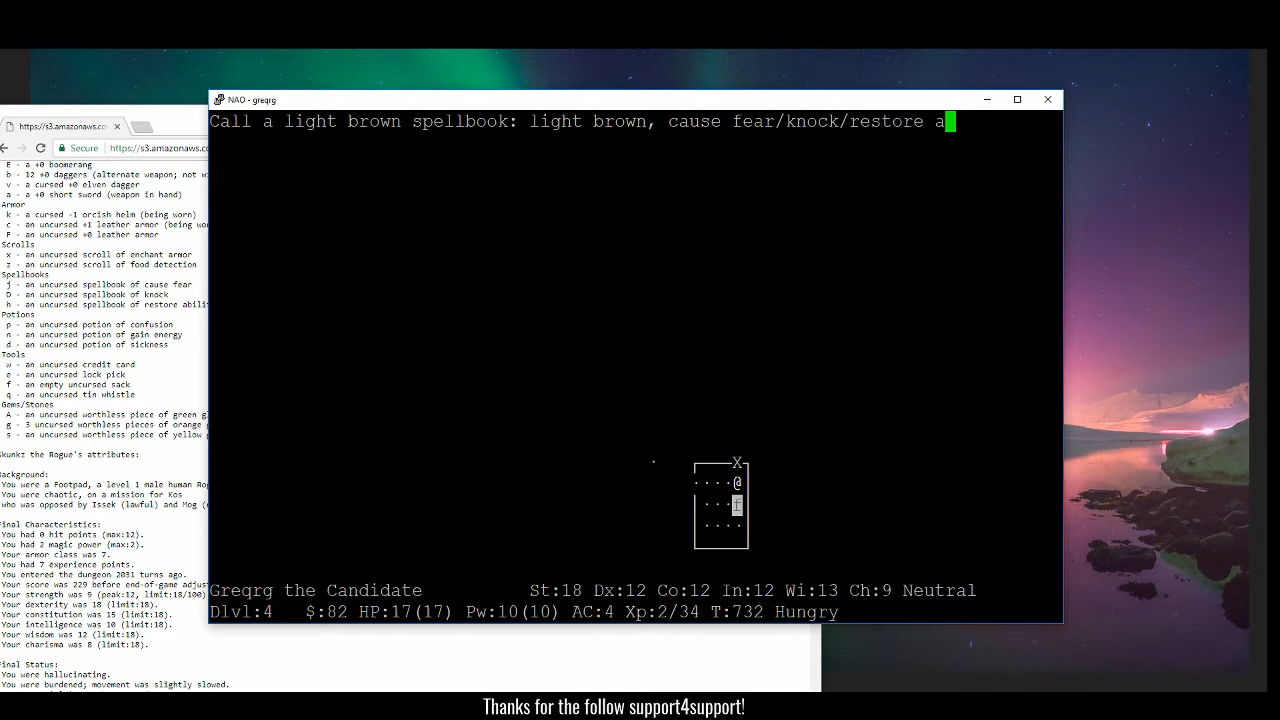 NAO - greqrg
Call a light brown spellbook: light brown, cause fear/knock/restore a
X
····@
···f
····
Greqrg the Candidate St:18 Dx:12 Co:12 In:12 Wi:13 Ch:9 Neutral
Dlvl:4 $:82 HP:17(17) Pw:10(10) AC:4 Xp:2/34 T:732 Hungry
https://s3.amazonaws.co
Secure https://s3.amazonaws.co
E - a +0 boomerang
b - 12 +0 daggers (alternate weapon; not
v - a cursed +0 elven dagger
a - a +0 short sword (weapon in hand)
Armor
k - a cursed -1 orcish helm (being worn)
c - an uncursed +1 leather armor (being
F - an uncursed +0 leather armor
Scrolls
x - an uncursed scroll of enchant armor
z - an uncursed scroll of food detection
Spellbooks
j - an uncursed spellbook of cause fear
D - an uncursed spellbook of knock
h - an uncursed spellbook of restore abili
Potions
p - an uncursed potion of confusion
n - an uncursed potion of gain energy
d - an uncursed potion of sickness
Tools
w - an uncursed credit card
e - an uncursed lock pick
f - an empty uncursed sack
q - an uncursed tin whistle
Gems/Stones
A - an uncursed worthless piece of green
g - 3 uncursed worthless pieces of orange
s - an uncursed worthless piece of yellow
Skunkz the Rogue's attributes:
Background:
You were a Footpad, a level 1 male human
You were chaotic, on a mission for Kos
who was opposed by Issek (lawful) and Mog
Final Characteristics:
You had 0 hit points (max:12).
You had 2 magic power (max:2).
Your armor class was 7.
You had 7 experience points.
You entered the dungeon 2031 turns ago.
Your score was 229 before end-of-game adjust
Your strength was 9 (peak:12, limit:18/100)
Your dexterity was 18 (limit:18).
Your constitution was 15 (limit:18).
Your intelligence was 10 (limit:18).
Your wisdom was 12 (limit:18).
Your charisma was 8 (limit:18).
Final Status:
You were hallucinating.
You were burdened; movement was slightly slowed.
Thanks for the follow support4support!